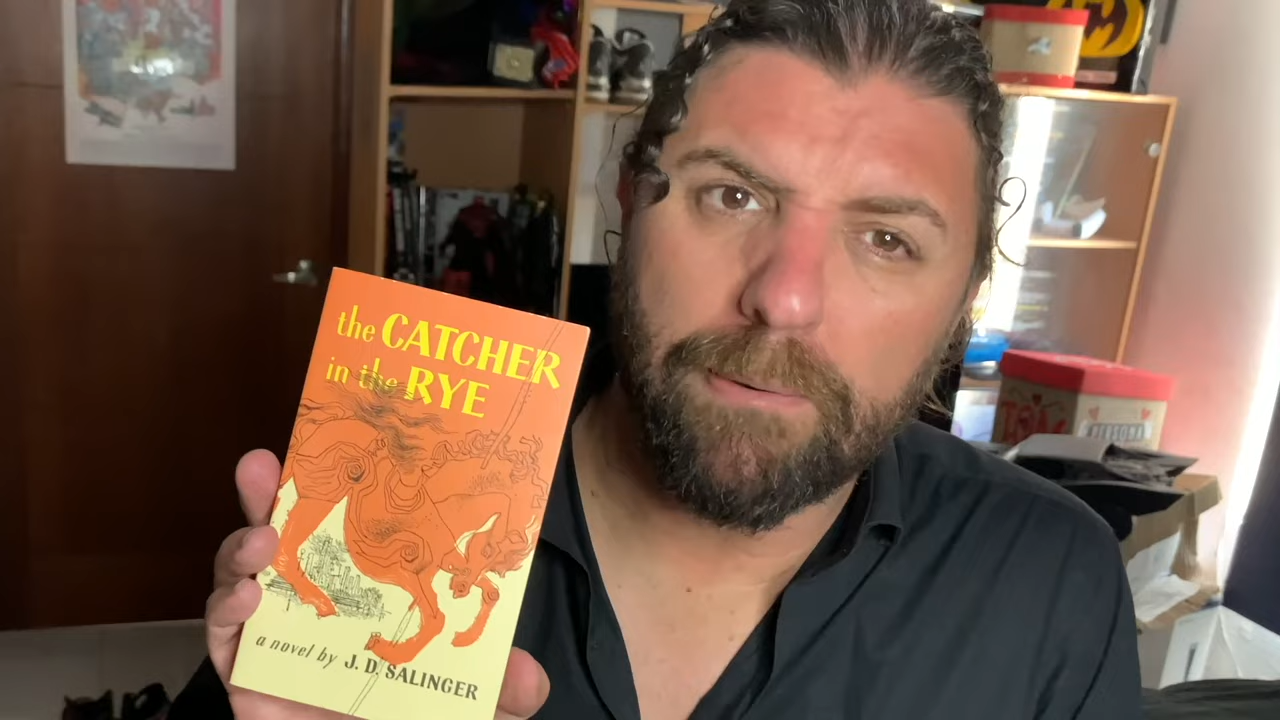 the CATCHER
in the RYE
a novel by J. D. SALINGER